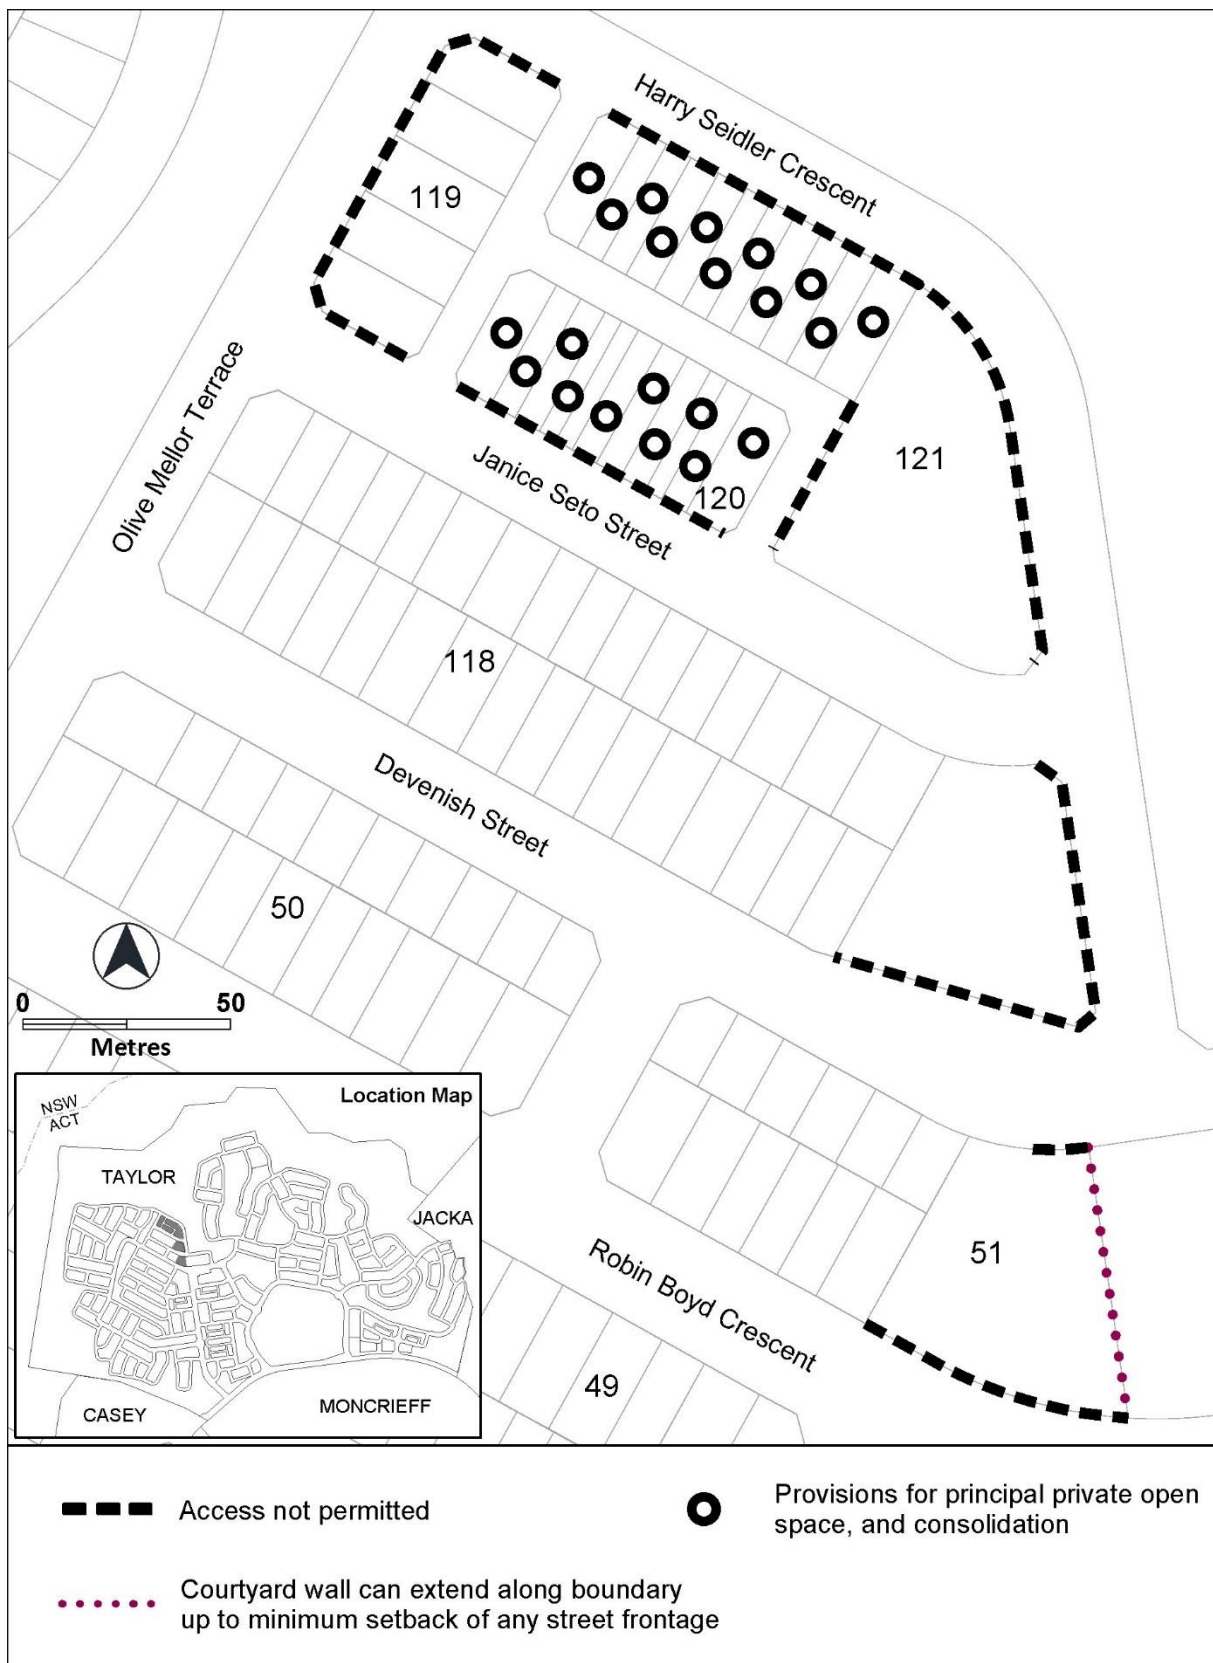 Harry Seidler Crescent
119
121
Olive Mellor Terrace
Janice Seto Street
120
118
Devenish Street
50
0 50
Metres
51
Robin Boyd Crescent
49
Location Map
NSW
ACT
TAYLOR
JACKA
CASEY
MONCRIEFF
Access not permitted
Provisions for principal private open
space, and consolidation
Courtyard wall can extend along boundary
up to minimum setback of any street frontage